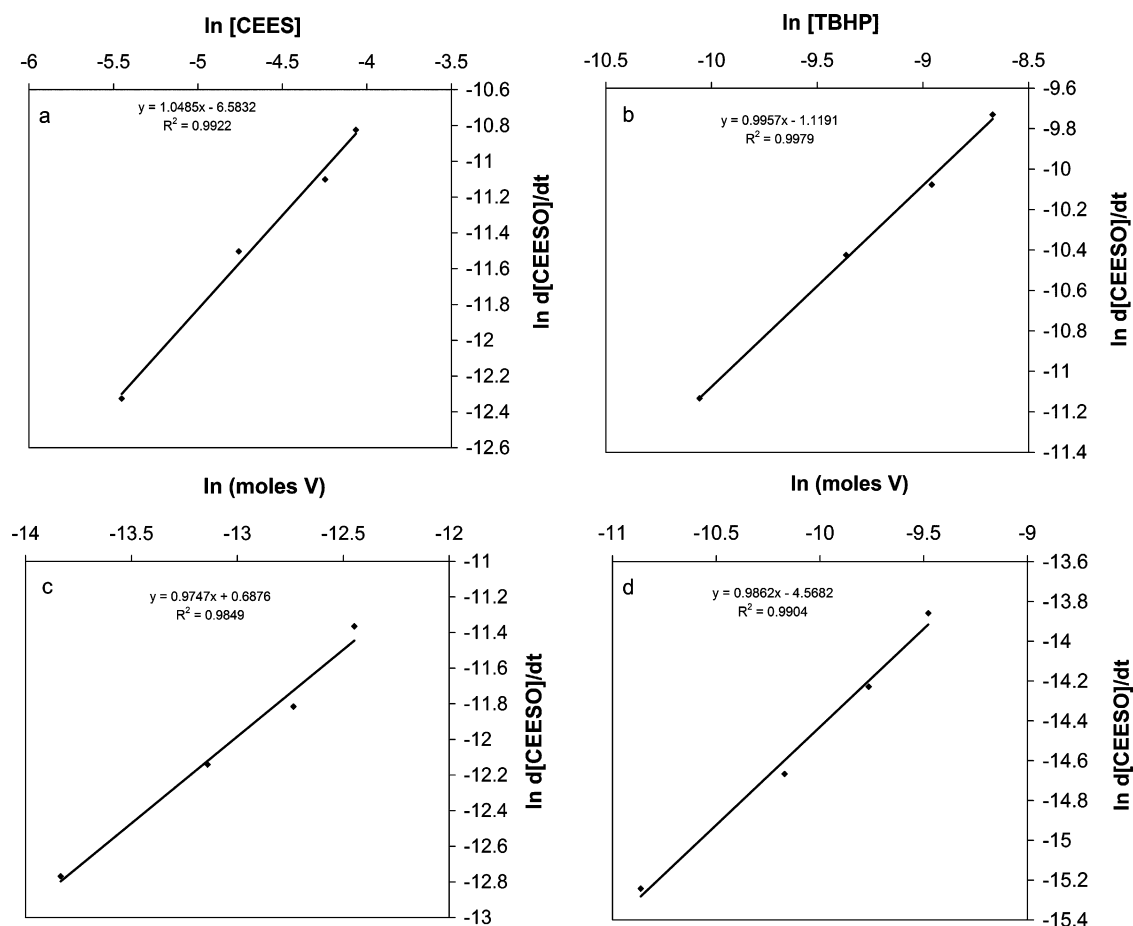 ln [CEES]
-6 -5.5 -5 -4.5 -4 -3.5
a
y = 1.0485x - 6.5832
R² = 0.9922
-10.6
-10.8
-11
-11.2
-11.4
-11.6
-11.8
-12
-12.2
-12.4
-12.6
ln d[CEESO]/dt
ln [TBHP]
-10.5 -10 -9.5 -9 -8.5
b
y = 0.9957x - 1.1191
R² = 0.9979
-9.6
-9.8
-10
-10.2
-10.4
-10.6
-10.8
-11
-11.2
-11.4
ln d[CEESO]/dt
ln (moles V)
-14 -13.5 -13 -12.5 -12
c
y = 0.9747x + 0.6876
R² = 0.9849
-11
-11.2
-11.4
-11.6
-11.8
-12
-12.2
-12.4
-12.6
-12.8
-13
ln d[CEESO]/dt
ln (moles V)
-11 -10.5 -10 -9.5 -9
d
y = 0.9862x - 4.5682
R² = 0.9904
-13.6
-13.8
-14
-14.2
-14.4
-14.6
-14.8
-15
-15.2
-15.4
ln d[CEESO]/dt